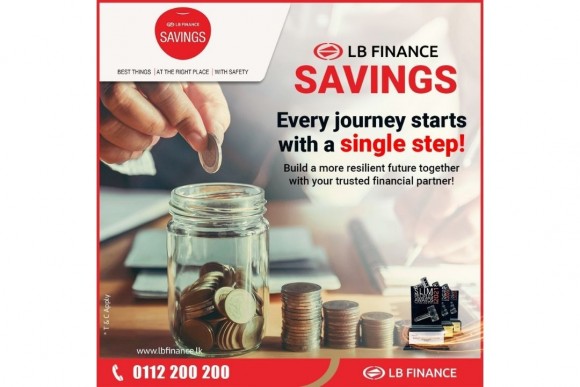 LB FINANCE
SAVINGS
BEST THINGS | AT THE RIGHT PLACE | WITH SAFETY
LB FINANCE
SAVINGS
Every journey starts
with a single step!
Build a more resilient future together
with your trusted financial partner!
SLIM
2021
* T & C Apply
www.lbfinance.lk
0112 200 200
LB FINANCE